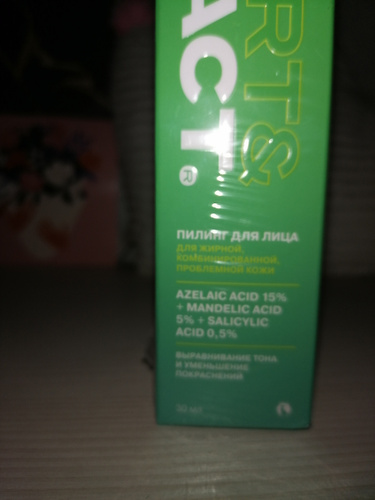 RT&
ACT®
ПИЛИНГ ДЛЯ ЛИЦА
ДЛЯ ЖИРНОЙ,
КОМБИНИРОВАННОЙ,
ПРОБЛЕМНОЙ КОЖИ
AZELAIC ACID 15%
+ MANDELIC ACID
5% + SALICYLIC
ACID 0,5%
ВЫРАВНИВАНИЕ ТОНА
И УМЕНЬШЕНИЕ
ПОКРАСНЕНИЙ